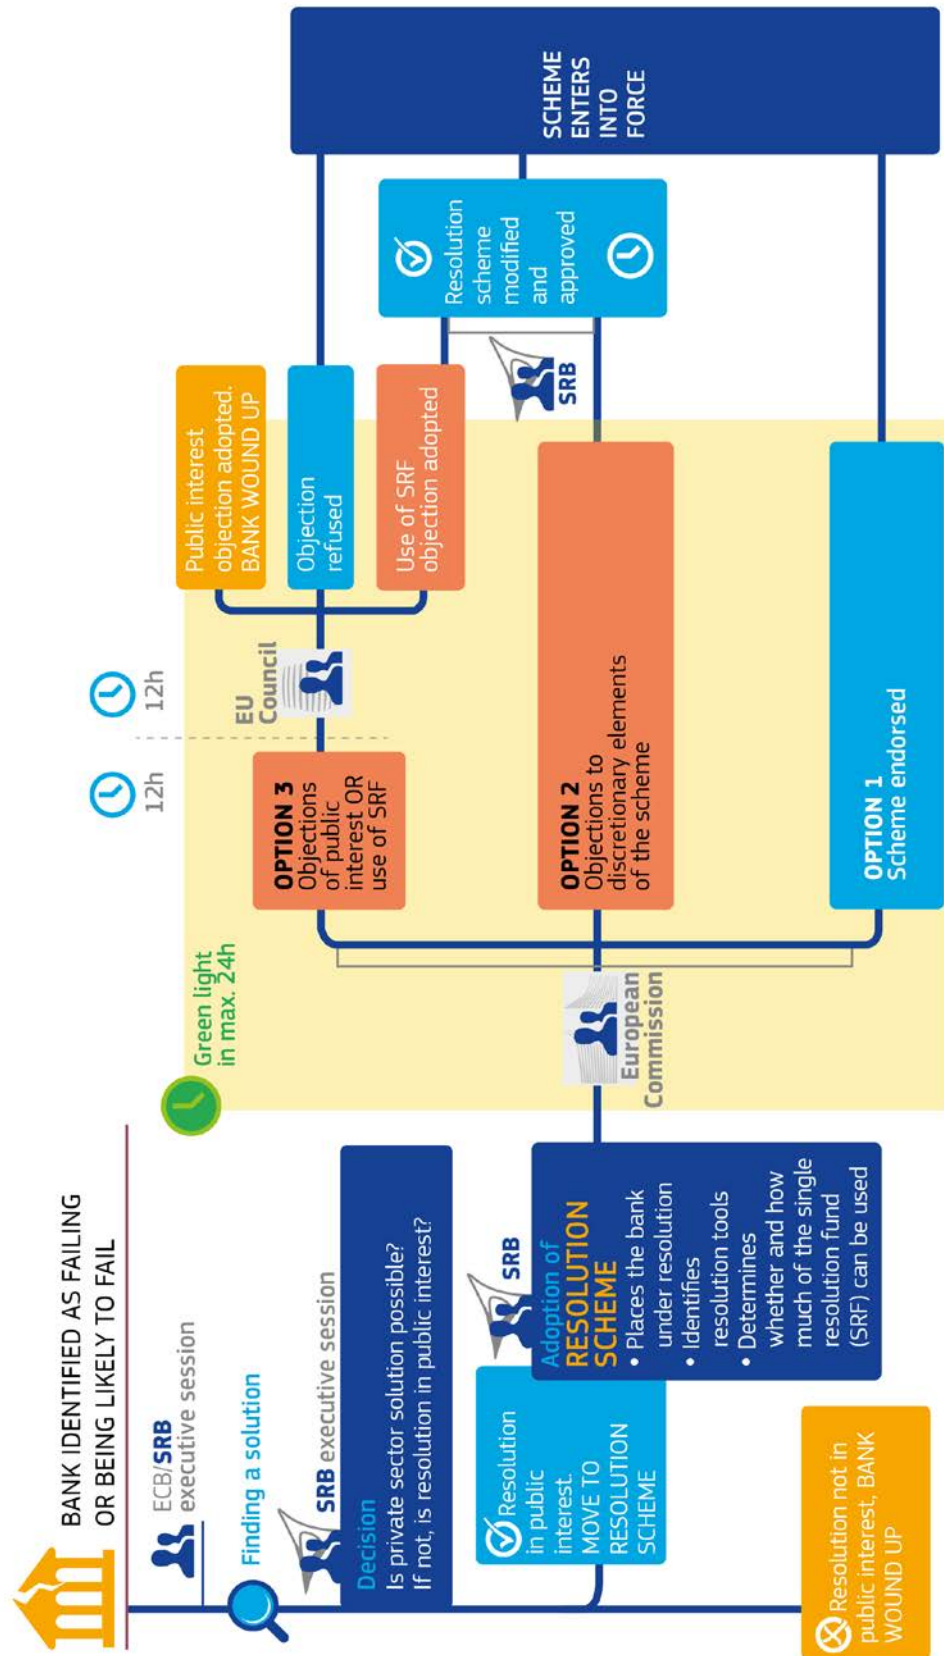 BANK IDENTIFIED AS FAILING
OR BEING LIKELY TO FAIL
ECB/SRB
executive session
Finding a solution
SRB executive session
Decision
Is private sector solution possible?
If not, is resolution in public interest?
Resolution
in public
interest.
MOVE TO
RESOLUTION
SCHEME
Resolution not in
public interest, BANK
WOUND UP
SRB
Adoption of
RESOLUTION
SCHEME
• Places the bank
under resolution
• Identifies
resolution tools
• Determines
whether and how
much of the single
resolution fund
(SRF) can be used
Green light
in max. 24h
European
Commission
12h
12h
OPTION 3
Objections
of public
interest OR
use of SRF
OPTION 2
Objections to
discretionary elements
of the scheme
OPTION 1
Scheme endorsed
EU
Council
Public interest
objection adopted.
BANK WOUND UP
Objection
refused
Use of SRF
objection adopted
SRB
Resolution
scheme
modified
and
approved
SCHEME
ENTERS
INTO
FORCE